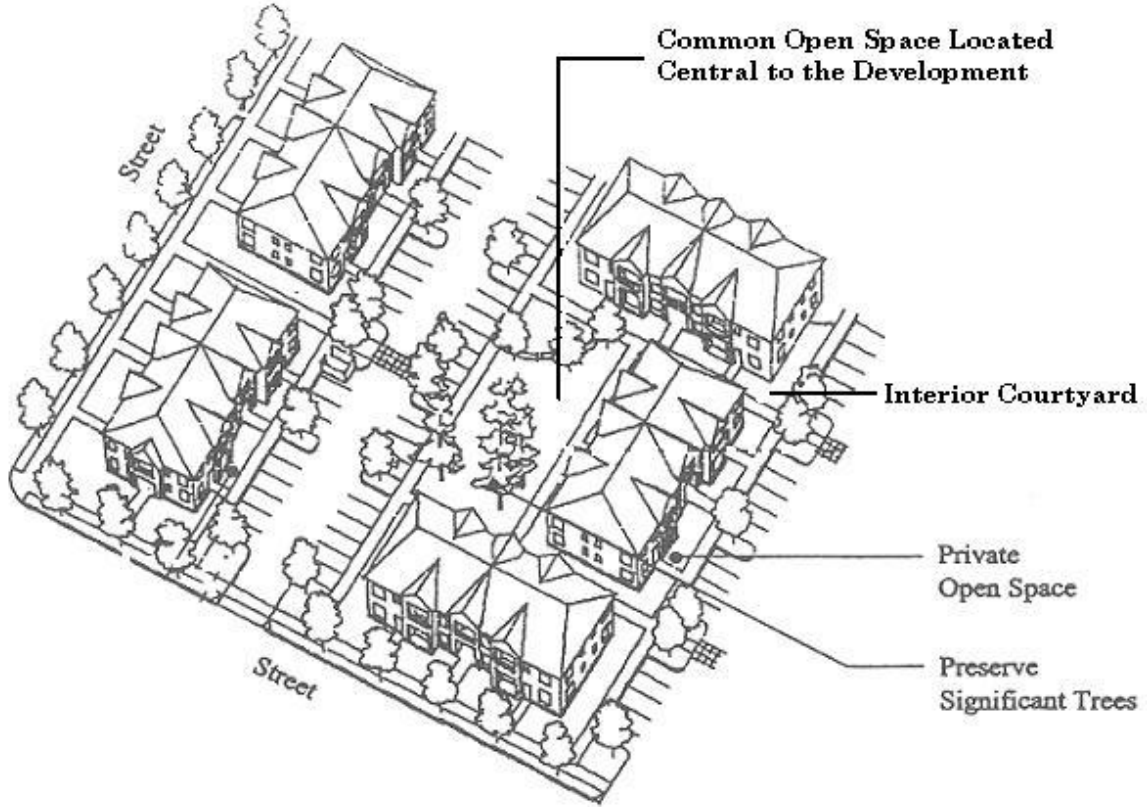 Common Open Space Located
Central to the Development
Street
Interior Courtyard
Private
Open Space
Preserve
Significant Trees
Street